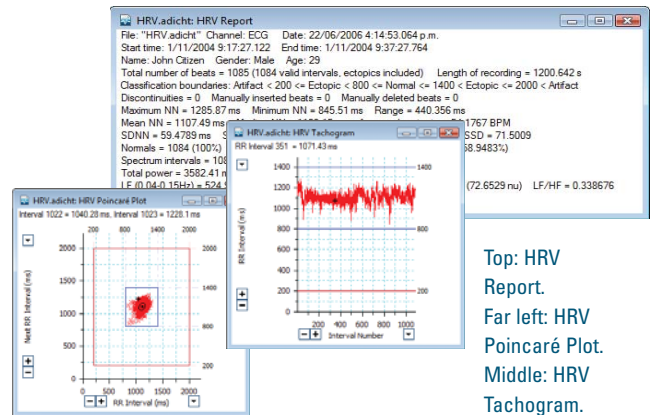 HRV.adicht: HRV Report
File: "HRV.adicht" Channel: ECG Date: 22/06/2006 4:14:53.064 p.m.
Start time: 1/11/2004 9:17:27.122 End time: 1/11/2004 9:37:27.764
Name: John Citizen Gender: Male Age: 29
Total number of beats = 1085 (1084 valid intervals, ectopics included) Length of recording = 1200.642 s
Classification boundaries: Artifact < 200 <= Ectopic < 800 <= Normal <= 1400 < Ectopic <= 2000 < Artifact
Discontinuities = 0 Manually inserted beats = 0 Manually deleted beats = 0
Maximum NN = 1285.87 ms Minimum NN = 845.51 ms Range = 440.356 ms
Mean NN = 1107.49 ms
1767 BPM
SDNN = 59.4789 ms
SSD = 71.5009
Normals = 1084 (100%)
9483%)
Spectrum intervals = 108
Total power = 3582.41 m
LF (0.04-0.15Hz) = 524.9
(72.6529 nu) LF/HF = 0.338676
HRV.adicht: HRV Tachogram
RR Interval 351 = 1071.43 ms
1400
1200
1000
800
600
400
200
0
1400
800
200
RR Interval (ms)
200 400 600 800 1000
Interval Number
HRV.adicht: HRV Poincaré Plot
Interval 1022 = 1040.28 ms, Interval 1023 = 1228.1 ms
200 800 1400 2000
2000
1500
1000
500
0
2000
1400
800
200
Next RR Interval (ms)
0 500 1000 1500 2000
RR Interval (ms)
Top: HRV
Report.
Far left: HRV
Poincaré Plot.
Middle: HRV
Tachogram.